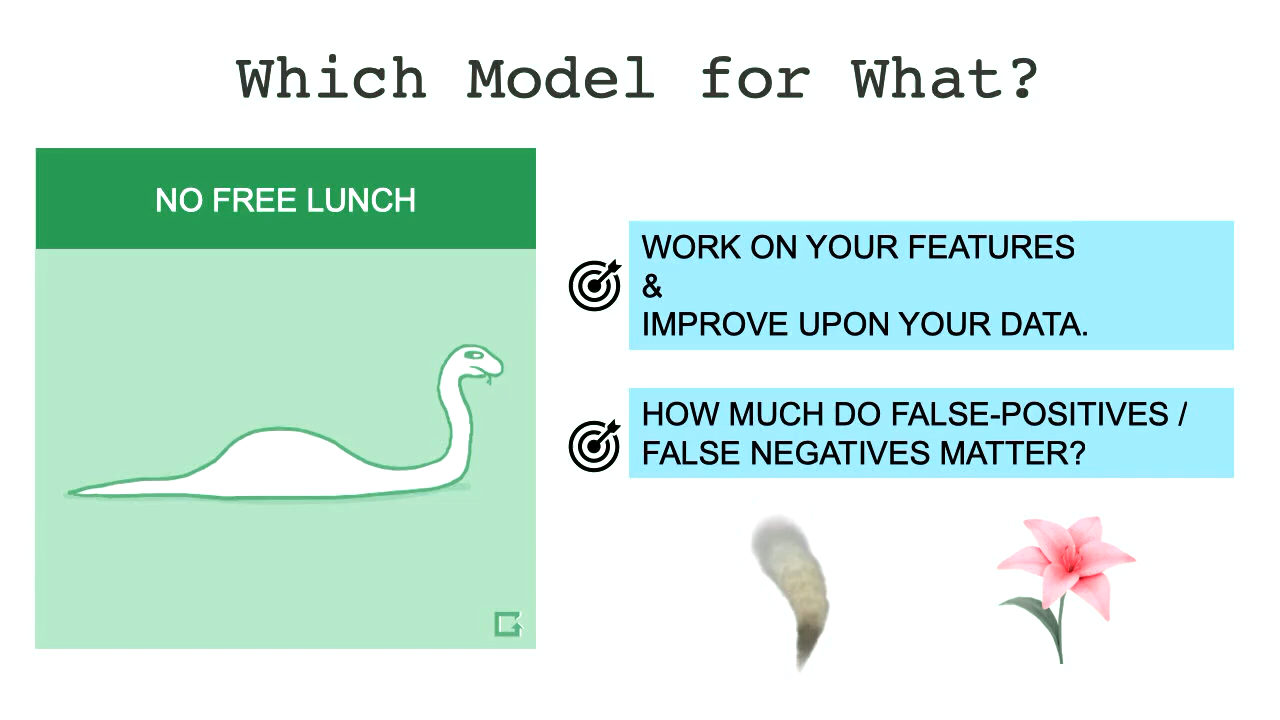 Which Model for What?
NO FREE LUNCH
WORK ON YOUR FEATURES
&
IMPROVE UPON YOUR DATA.
HOW MUCH DO FALSE-POSITIVES /
FALSE NEGATIVES MATTER?